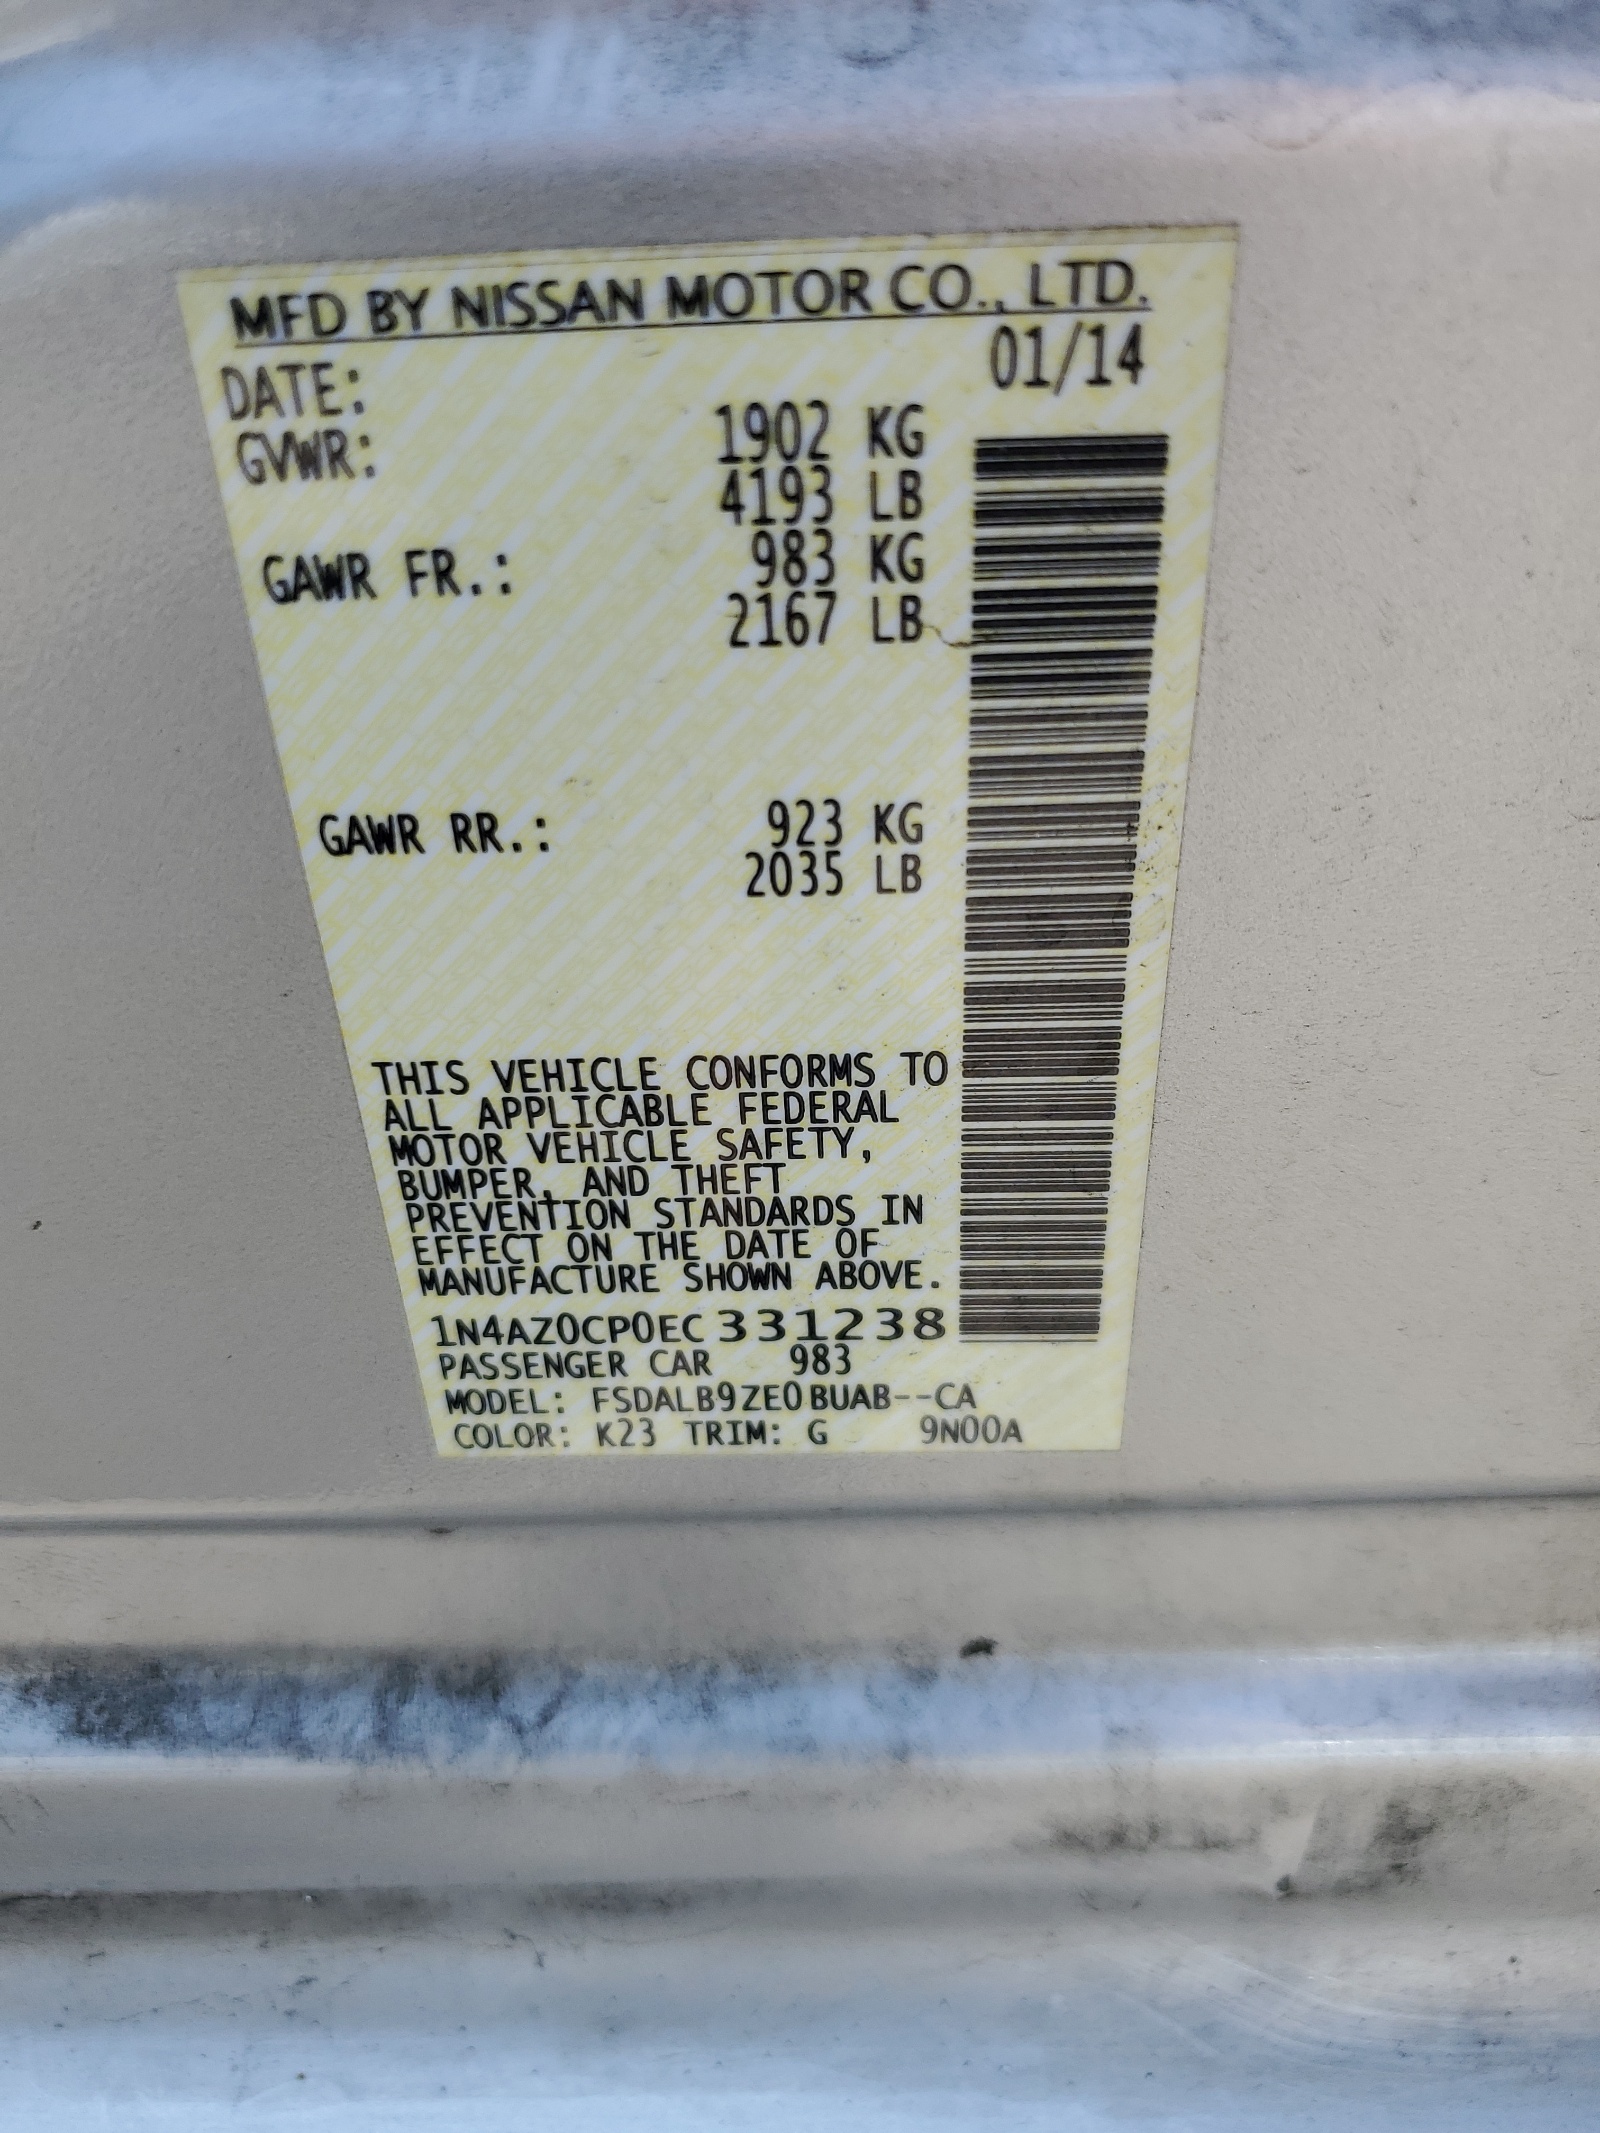 MFD BY NISSAN MOTOR CO., LTD.
DATE: 01/14
GVWR: 1902 KG
4193 LB
GAWR FR.: 983 KG
2167 LB
GAWR RR.: 923 KG
2035 LB
THIS VEHICLE CONFORMS TO
ALL APPLICABLE FEDERAL
MOTOR VEHICLE SAFETY,
BUMPER, AND THEFT
PREVENTION STANDARDS IN
EFFECT ON THE DATE OF
MANUFACTURE SHOWN ABOVE.
1N4AZ0CP0EC331238
PASSENGER CAR 983
MODEL: FSDALB9ZE0BUAB--CA
COLOR: K23 TRIM: G 9N00A